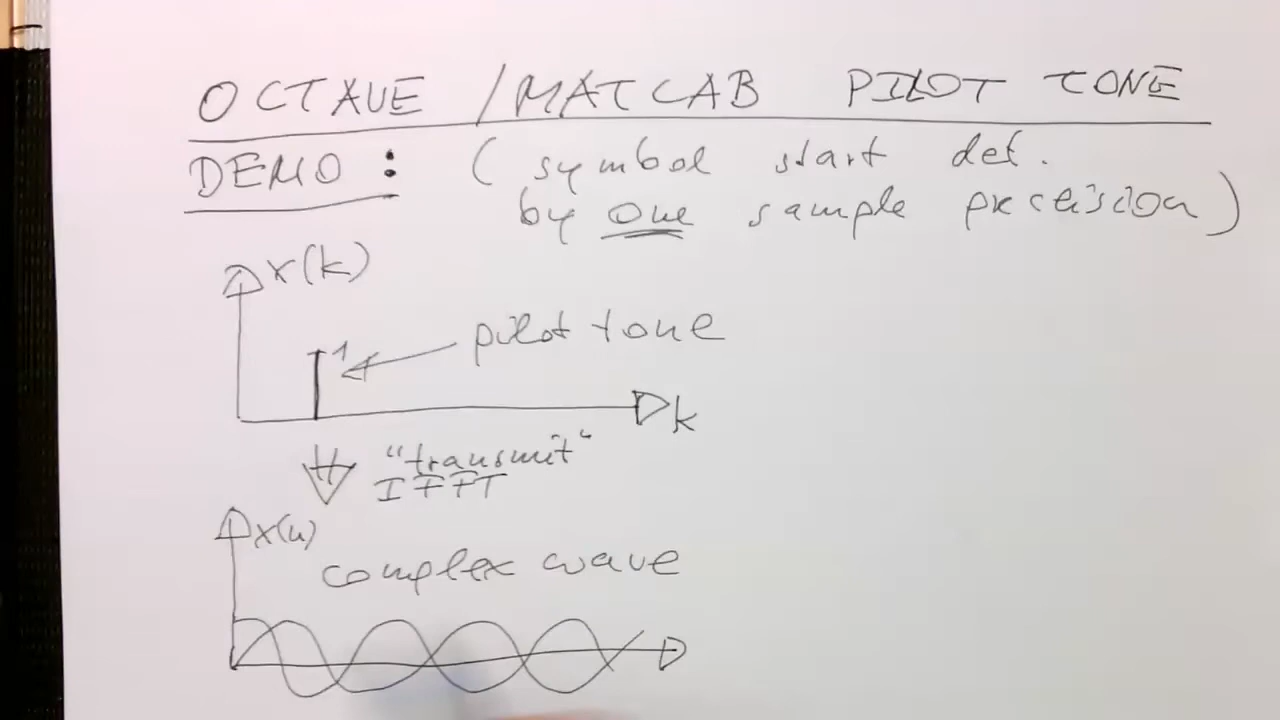 OCTAVE / MATLAB PILOT TONE
DEMO : ( symbol start det.
by one sample precision )
X(k)
1
pilot tone
k
"transmit"
IFFT
x(n)
complex wave